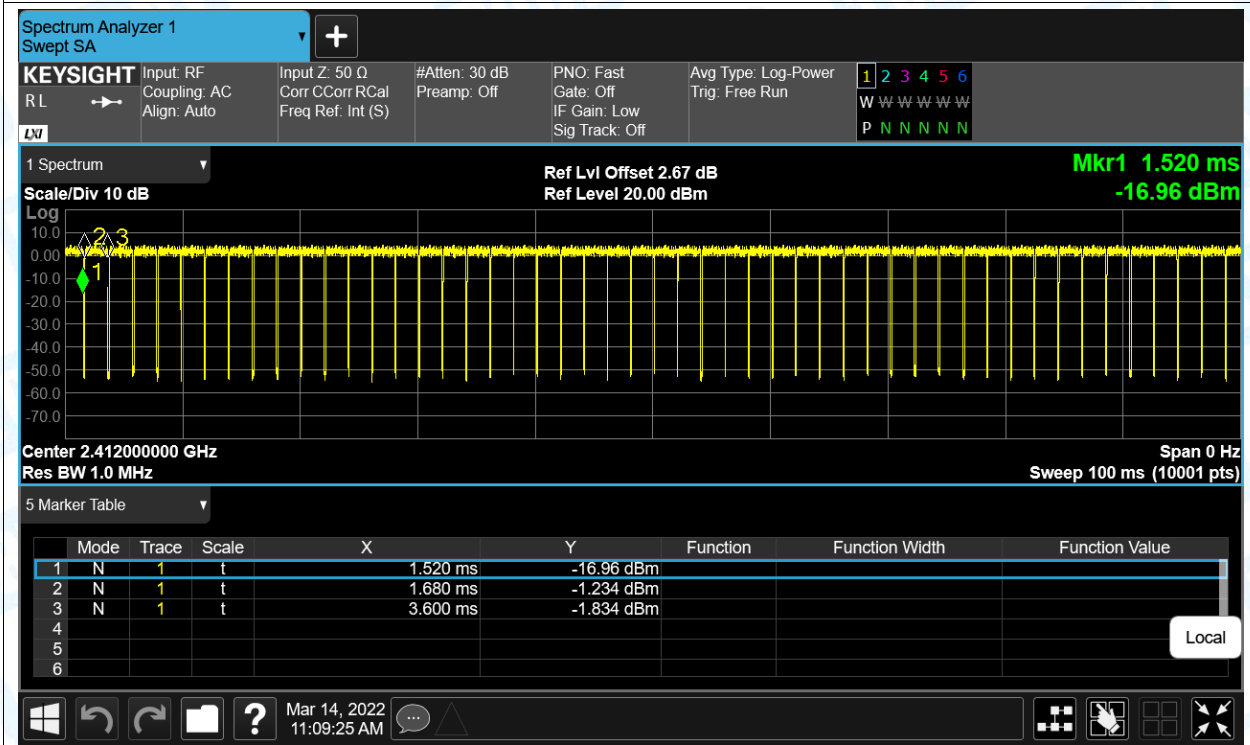 Spectrum Analyzer 1
Swept SA
KEYSIGHT
RL
LXI
Input: RF
Coupling: AC
Align: Auto
Input Z: 50 Ω
Corr CCorr RCal
Freq Ref: Int (S)
#Atten: 30 dB
Preamp: Off
PNO: Fast
Gate: Off
IF Gain: Low
Sig Track: Off
Avg Type: Log-Power
Trig: Free Run
1 2 3 4 5 6
W W W W W W
P N N N N N
1 Spectrum
Scale/Div 10 dB
Ref Lvl Offset 2.67 dB
Ref Level 20.00 dBm
Mkr1 1.520 ms
-16.96 dBm
Log
10.0
0.00
-10.0
-20.0
-30.0
-40.0
-50.0
-60.0
-70.0
2 3
1
Center 2.412000000 GHz
Res BW 1.0 MHz
Span 0 Hz
Sweep 100 ms (10001 pts)
5 Marker Table
Mode Trace Scale X Y Function Function Width Function Value
1 N 1 t 1.520 ms -16.96 dBm
2 N 1 t 1.680 ms -1.234 dBm
3 N 1 t 3.600 ms -1.834 dBm
4
5
6
Local
?
Mar 14, 2022
11:09:25 AM